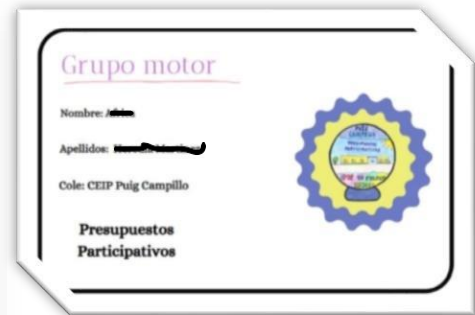 Grupo motor
Nombre:
Apellidos:
Cole: CEIP Puig Campillo
Presupuestos
Participativos